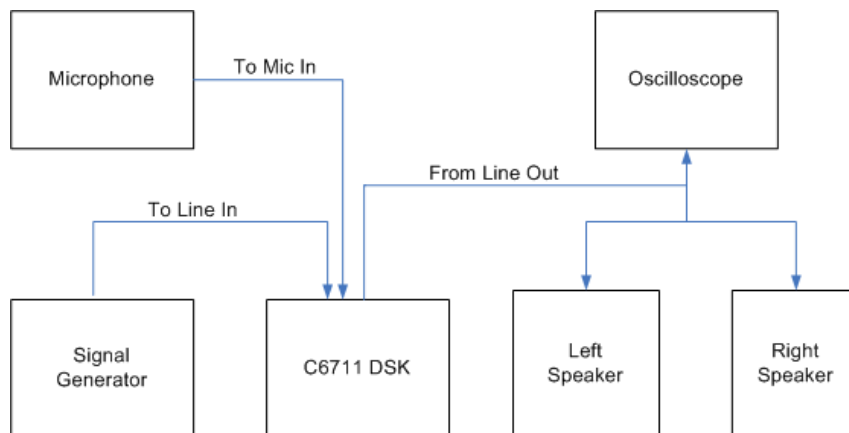 Microphone
To Mic In
Oscilloscope
From Line Out
To Line In
Signal
Generator
C6711 DSK
Left
Speaker
Right
Speaker